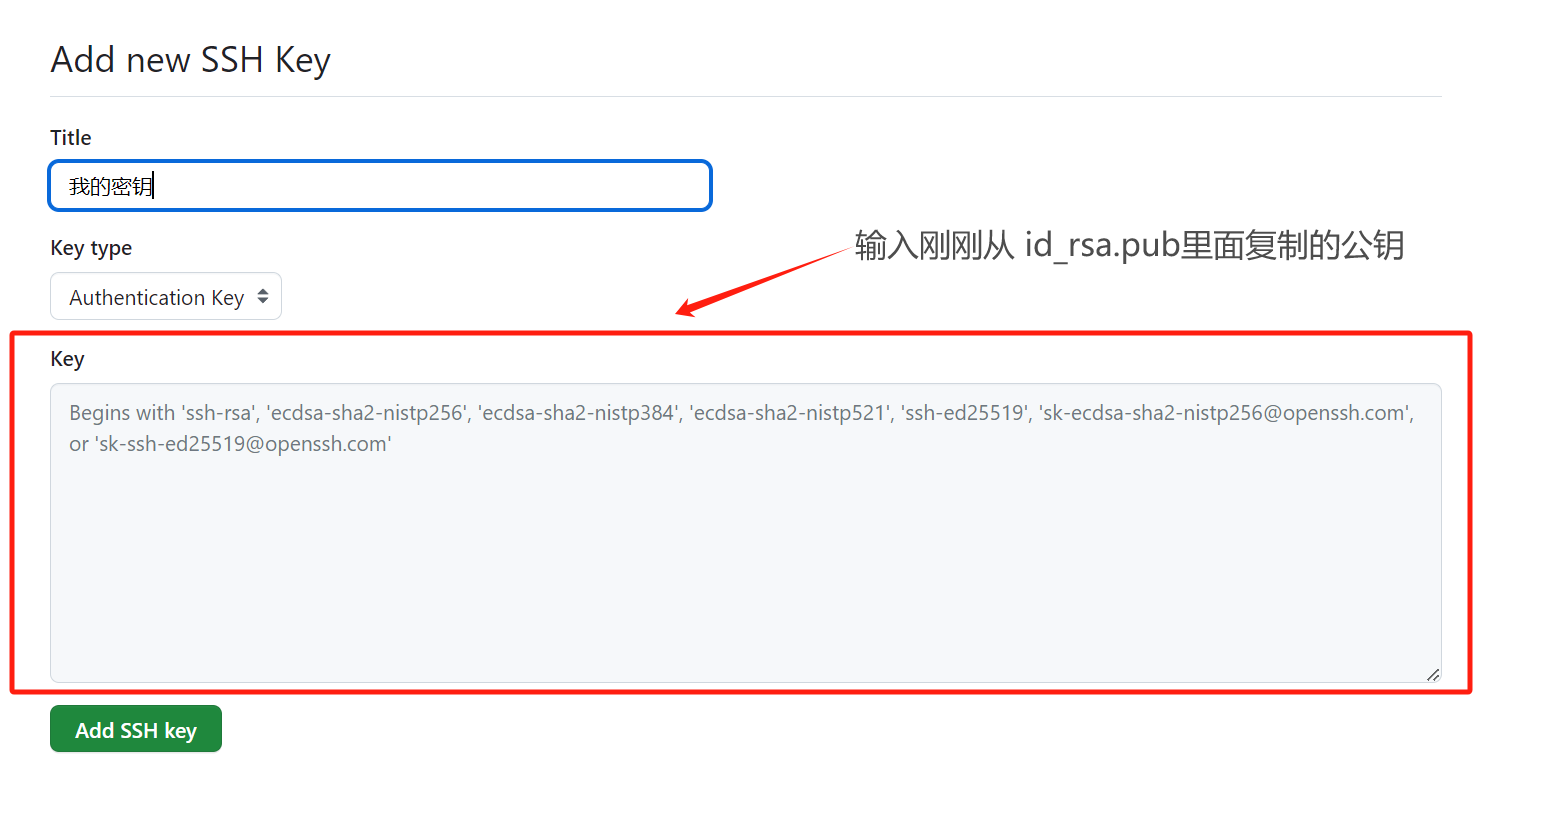 Add new SSH Key
Title
我的密钥
Key type
输入刚刚从 id_rsa.pub里面复制的公钥
Authentication Key
Key
Begins with 'ssh-rsa', 'ecdsa-sha2-nistp256', 'ecdsa-sha2-nistp384', 'ecdsa-sha2-nistp521', 'ssh-ed25519', 'sk-ecdsa-sha2-nistp256@openssh.com',
or 'sk-ssh-ed25519@openssh.com'
Add SSH key